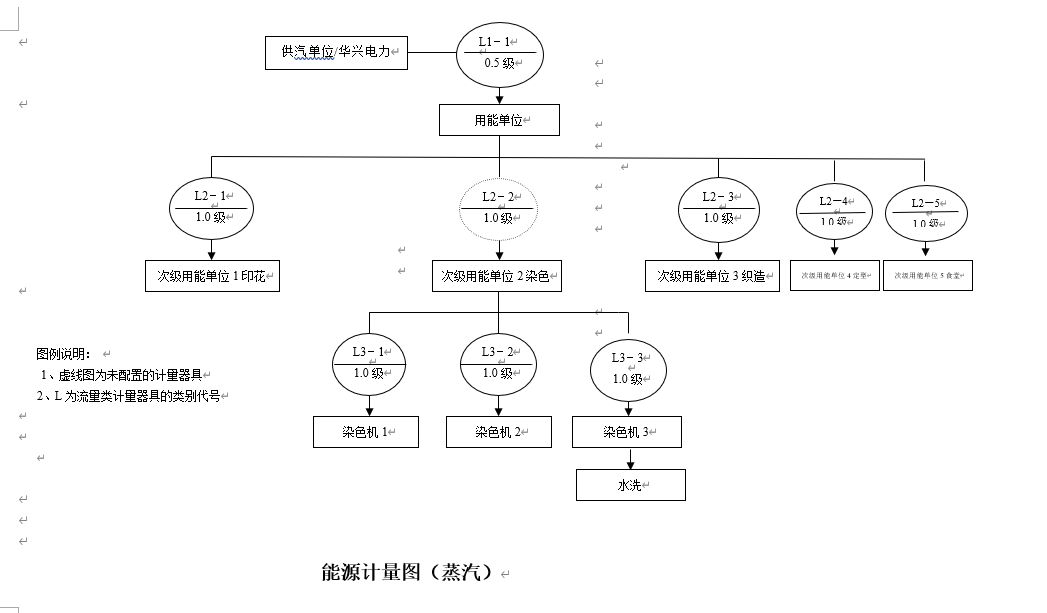 供汽单位/华兴电力
L1－1
0.5 级
用能单位
L2－1
1.0 级
L2－2
1.0 级
L2－3
1.0 级
L2－4
1.0 级
L2－5
1.0 级
次级用能单位 1 印花
次级用能单位 2 染色
次级用能单位 3 织造
次级用能单位 4 定型
次级用能单位 5 食堂
L3－1
1.0 级
L3－2
1.0 级
L3－3
1.0 级
图例说明：
1、虚线图为未配置的计量器具
2、L 为流量类计量器具的类别代号
染色机 1
染色机 2
染色机 3
水洗
能源计量图（蒸汽）